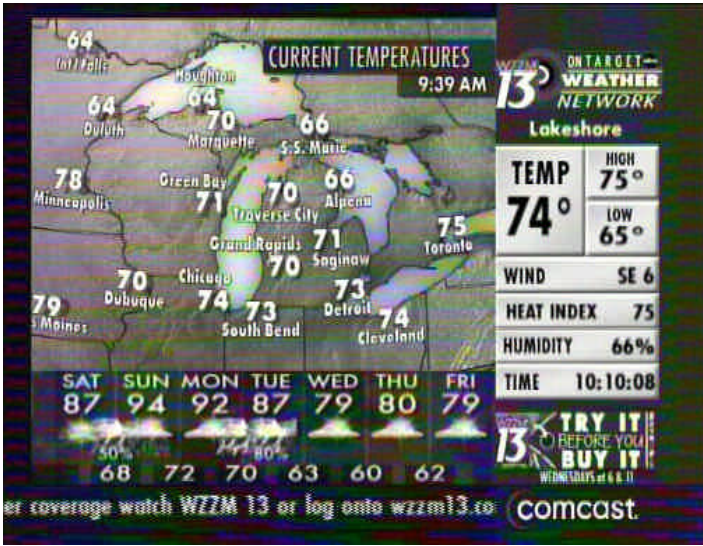 CURRENT TEMPERATURES
9:39 AM
64
Int'l Falls
Houghton
64
64
Duluth
70
Marquette
66
S.S. Marie
78
Minneapolis
Green Bay
71
70
Traverse City
66
Alpena
75
Toronto
Grand Rapids
70
71
Saginaw
Chicago
74
70
Dubuque
73
South Bend
73
Detroit
74
Cleveland
79
s Moines
WZZM
13
ON TARGET
WEATHER
NETWORK
Lakeshore
TEMP
74°
HIGH
75°
LOW
65°
WIND SE 6
HEAT INDEX 75
HUMIDITY 66%
TIME 10:10:08
SAT SUN MON TUE WED THU FRI
87 94 92 87 79 80 79
50% 80%
68 72 70 63 60 62
WZZM
13
TRY IT
BEFORE YOU
BUY IT
WEDNESDAYS at 6 & 11
er coverage watch WZZM 13 or log onto wzzm13.co
comcast.